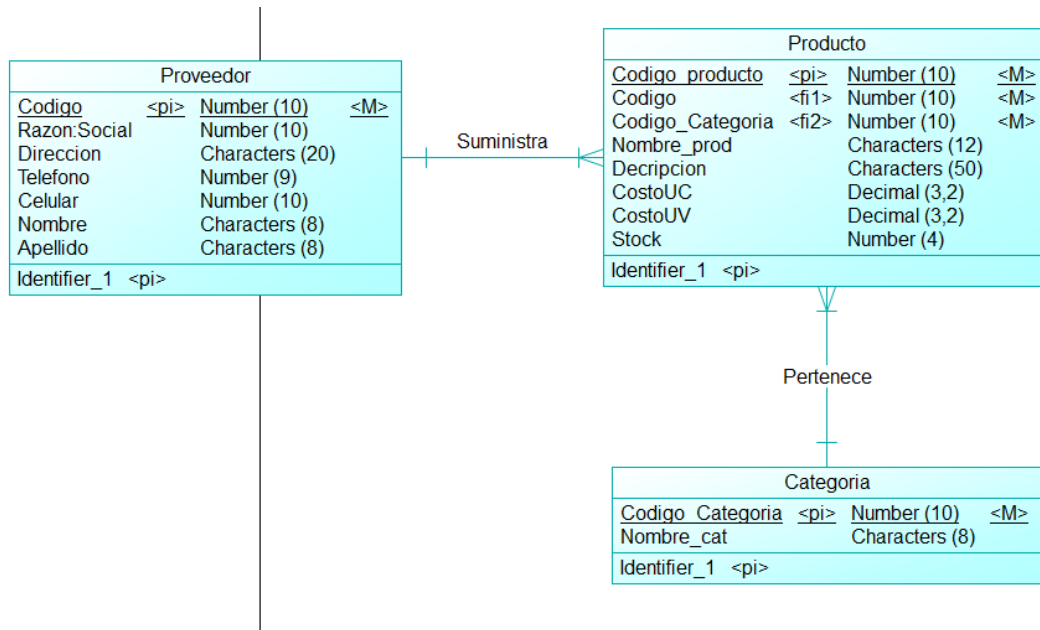 Proveedor
Codigo <pi> Number (10) <M>
Razon:Social Number (10)
Direccion Characters (20)
Telefono Number (9)
Celular Number (10)
Nombre Characters (8)
Apellido Characters (8)
Identifier_1 <pi>
Suministra
Producto
Codigo_producto <pi> Number (10) <M>
Codigo <fi1> Number (10) <M>
Codigo_Categoria <fi2> Number (10) <M>
Nombre_prod Characters (12)
Decripcion Characters (50)
CostoUC Decimal (3,2)
CostoUV Decimal (3,2)
Stock Number (4)
Identifier_1 <pi>
Pertenece
Categoria
Codigo_Categoria <pi> Number (10) <M>
Nombre_cat Characters (8)
Identifier_1 <pi>